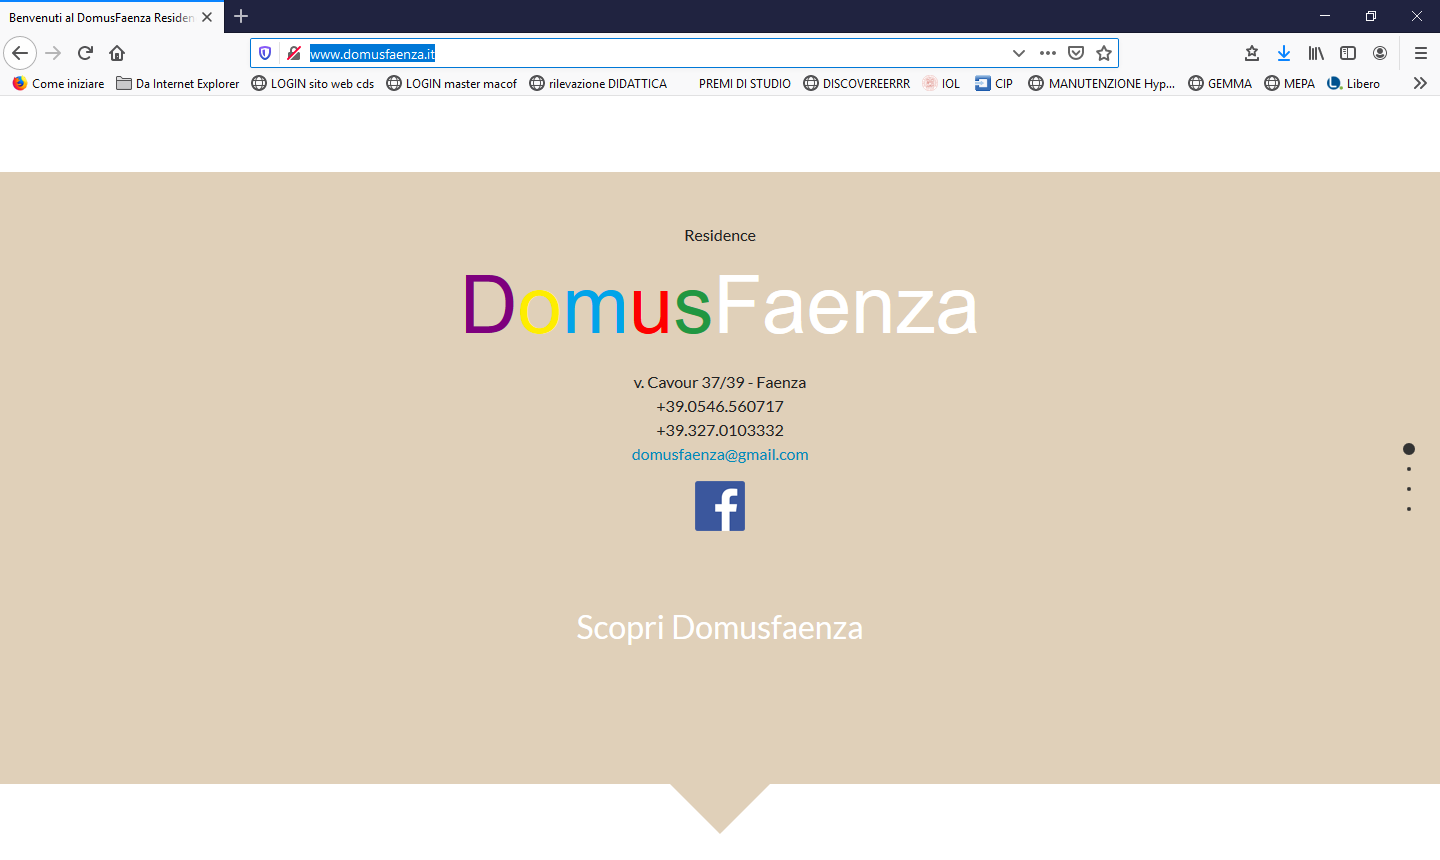 Benvenuti al DomusFaenza Residen
www.domusfaenza.it
Come iniziare Da Internet Explorer LOGIN sito web cds LOGIN master macof rilevazione DIDATTICA PREMI DI STUDIO DISCOVEREERRR IOL CIP MANUTENZIONE Hyp... GEMMA MEPA Libero
Residence
DomusFaenza
v. Cavour 37/39 - Faenza
+39.0546.560717
+39.327.0103332
domusfaenza@gmail.com
Scopri Domusfaenza